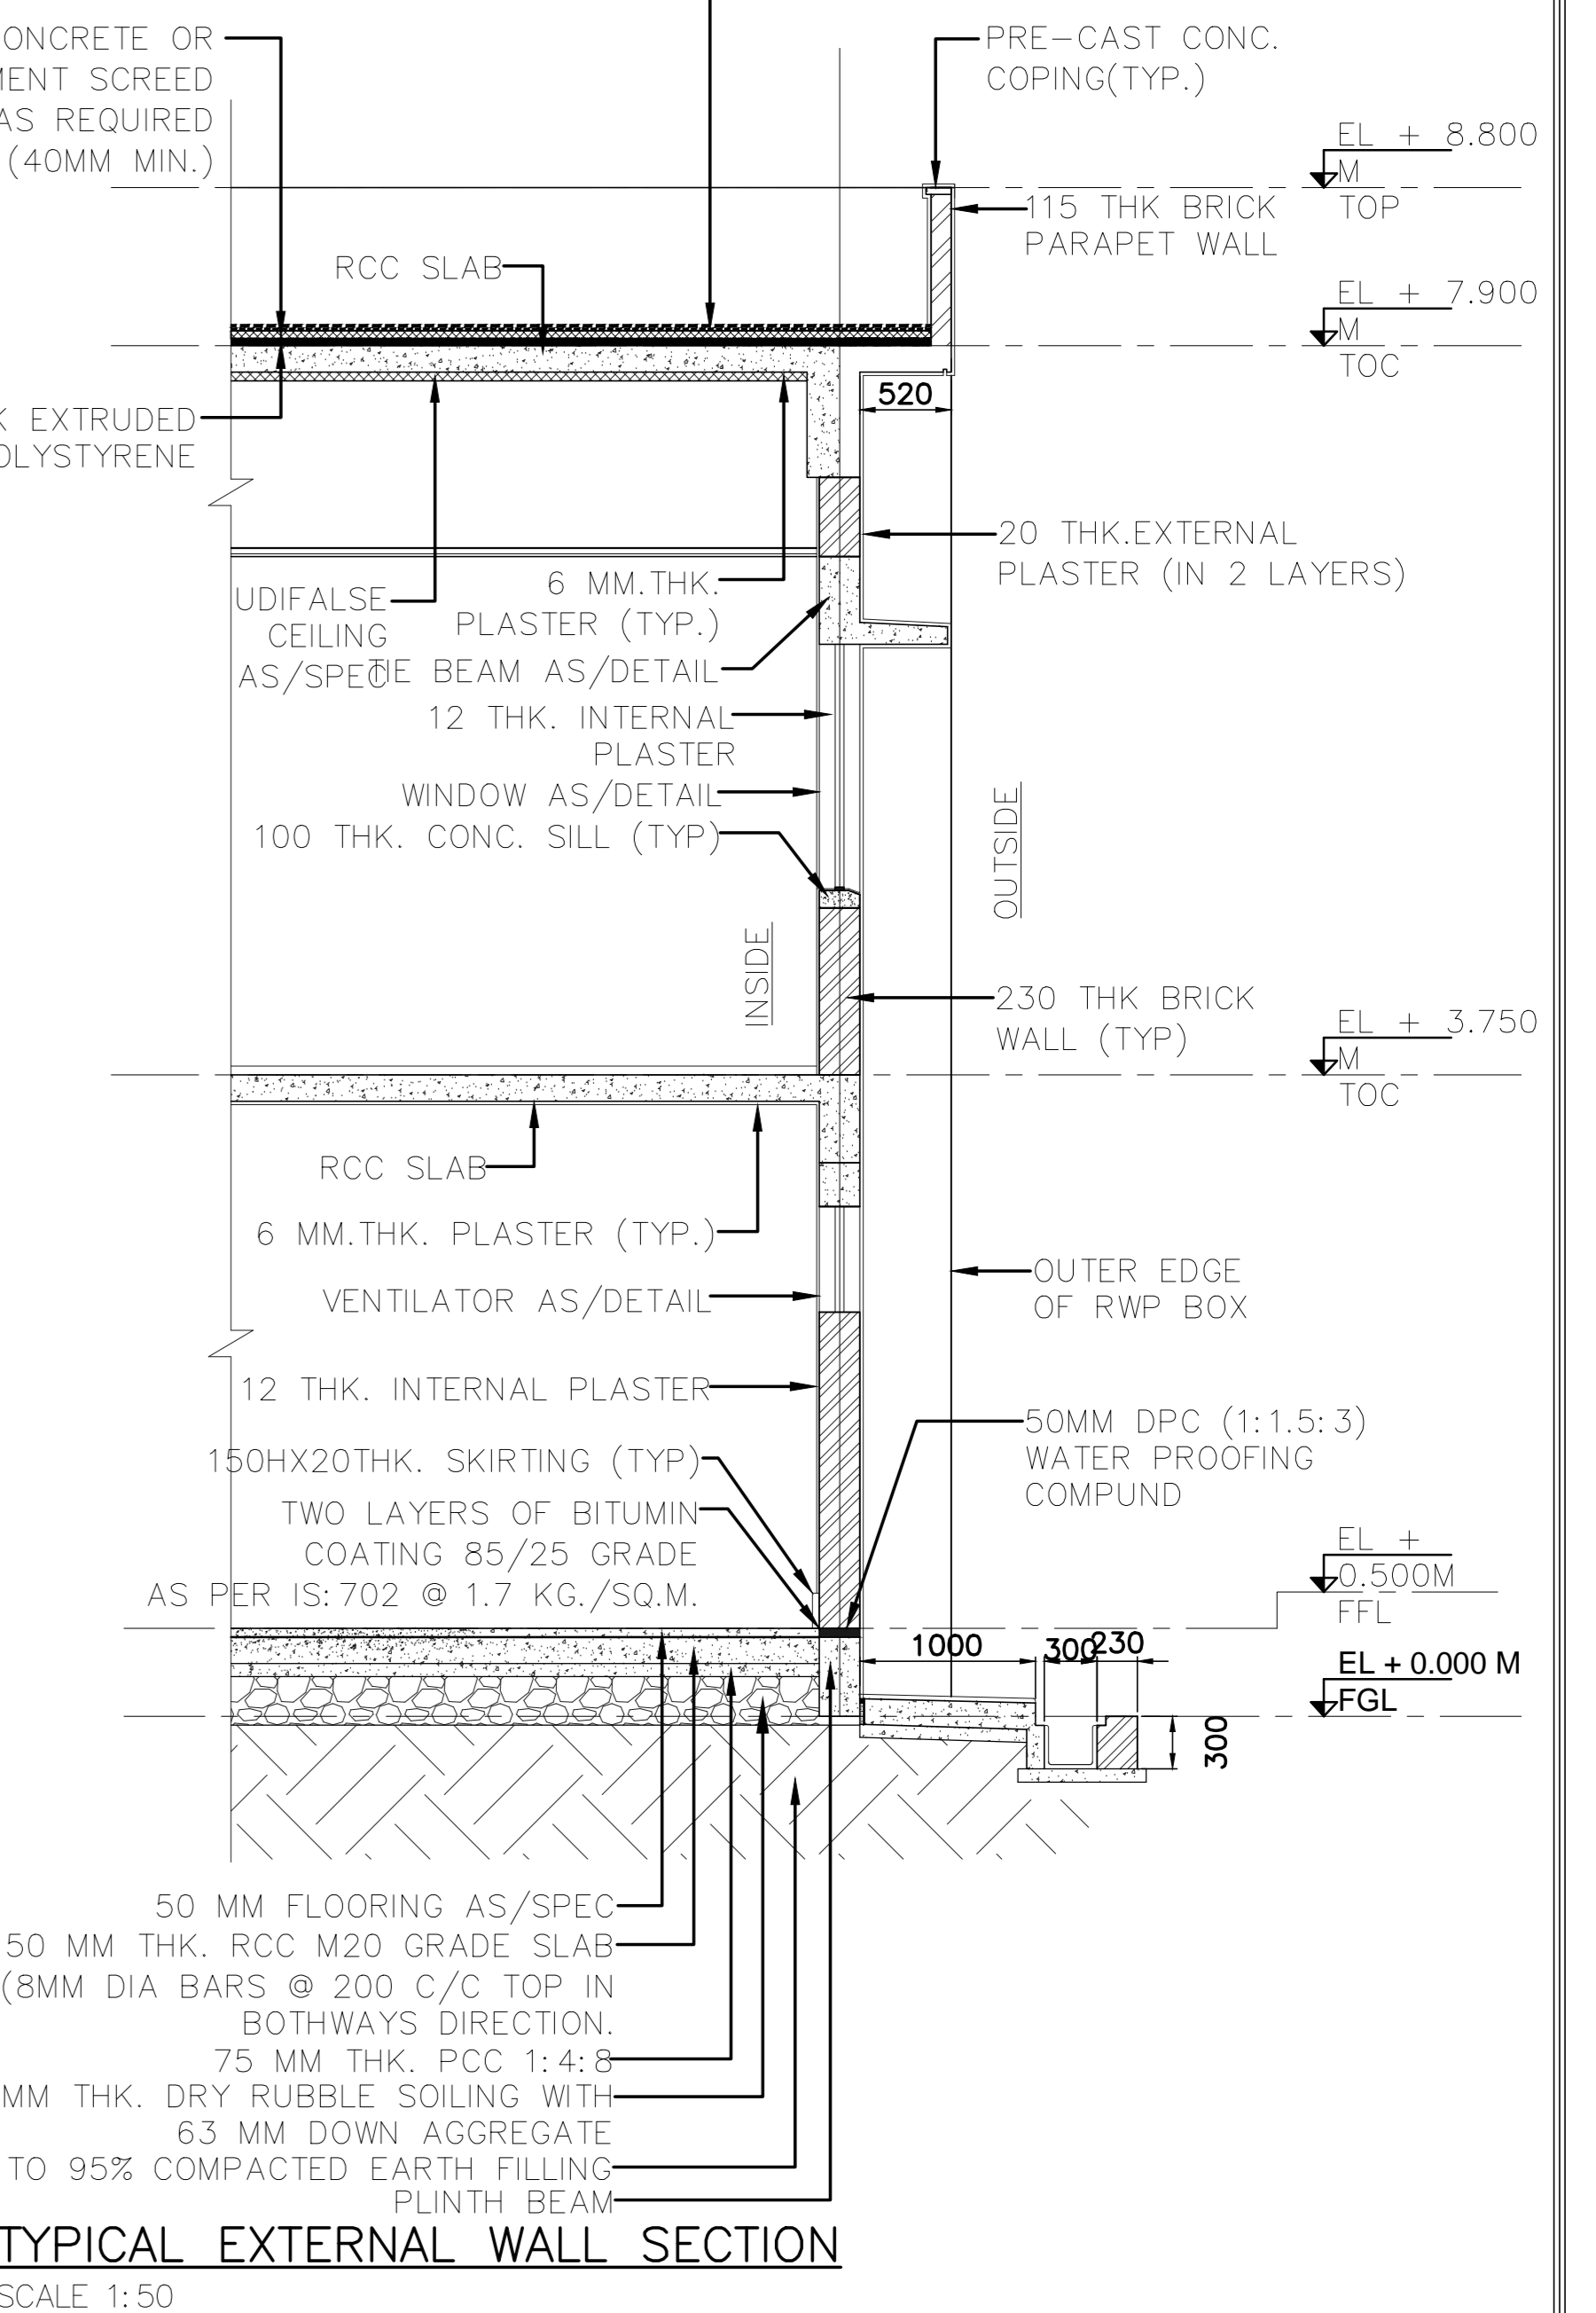 ONCRETE OR
MENT SCREED
AS REQUIRED
(40MM MIN.)
PRE-CAST CONC.
COPING(TYP.)
EL + 8.800
M
TOP
115 THK BRICK
PARAPET WALL
RCC SLAB
EL + 7.900
M
TOC
520
K EXTRUDED
OLYSTYRENE
20 THK.EXTERNAL
PLASTER (IN 2 LAYERS)
UDIFALSE
CEILING
AS/SPEC
6 MM.THK.
PLASTER (TYP.)
TIE BEAM AS/DETAIL
12 THK. INTERNAL
PLASTER
WINDOW AS/DETAIL
100 THK. CONC. SILL (TYP)
OUTSIDE
INSIDE
230 THK BRICK
WALL (TYP)
EL + 3.750
M
TOC
RCC SLAB
6 MM.THK. PLASTER (TYP.)
VENTILATOR AS/DETAIL
OUTER EDGE
OF RWP BOX
12 THK. INTERNAL PLASTER
50MM DPC (1:1.5:3)
WATER PROOFING
COMPUND
150HX20THK. SKIRTING (TYP)
TWO LAYERS OF BITUMIN
COATING 85/25 GRADE
AS PER IS:702 @ 1.7 KG./SQ.M.
EL +
0.500M
FFL
1000
300
230
EL + 0.000 M
FGL
300
50 MM FLOORING AS/SPEC
50 MM THK. RCC M20 GRADE SLAB
(8MM DIA BARS @ 200 C/C TOP IN
BOTHWAYS DIRECTION.
75 MM THK. PCC 1:4:8
MM THK. DRY RUBBLE SOILING WITH
63 MM DOWN AGGREGATE
TO 95% COMPACTED EARTH FILLING
PLINTH BEAM
TYPICAL EXTERNAL WALL SECTION
SCALE 1:50